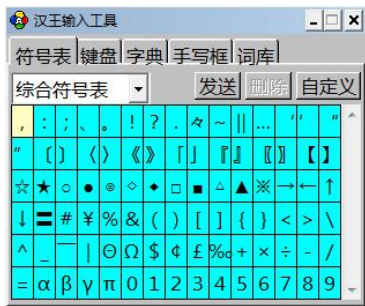 汉王输入工具
符号表 键盘 字典 手写框 词库
综合符号表 发送 删除 自定义
, : ; 、 。 ! ? . 々 ~ ‖ … ′ ″
〃 〔 〕 〈 〉 《 》 「 」 『 』 〖 〗 【 】
☆ ★ ○ ● ◎ ◇ ◆ □ ■ △ ▲ ※ → ← ↑
↓ 〓 # ¥ % & ( ) [ ] { } < > \
^ _ ‾ | Θ Ω $ ¢ £ ‰ + × ÷ - /
= α β γ π 0 1 2 3 4 5 6 7 8 9